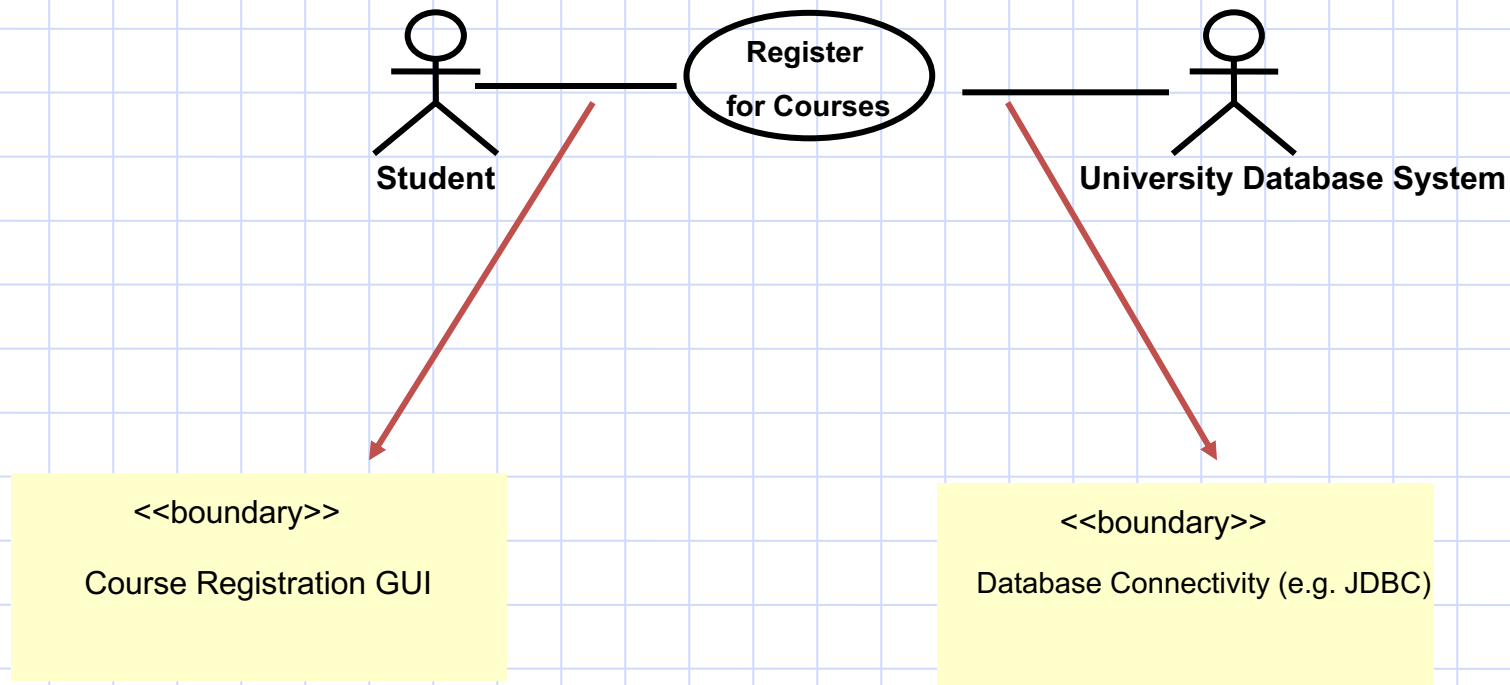 Register
for Courses
Student
University Database System
<<boundary>>
Course Registration GUI
<<boundary>>
Database Connectivity (e.g. JDBC)